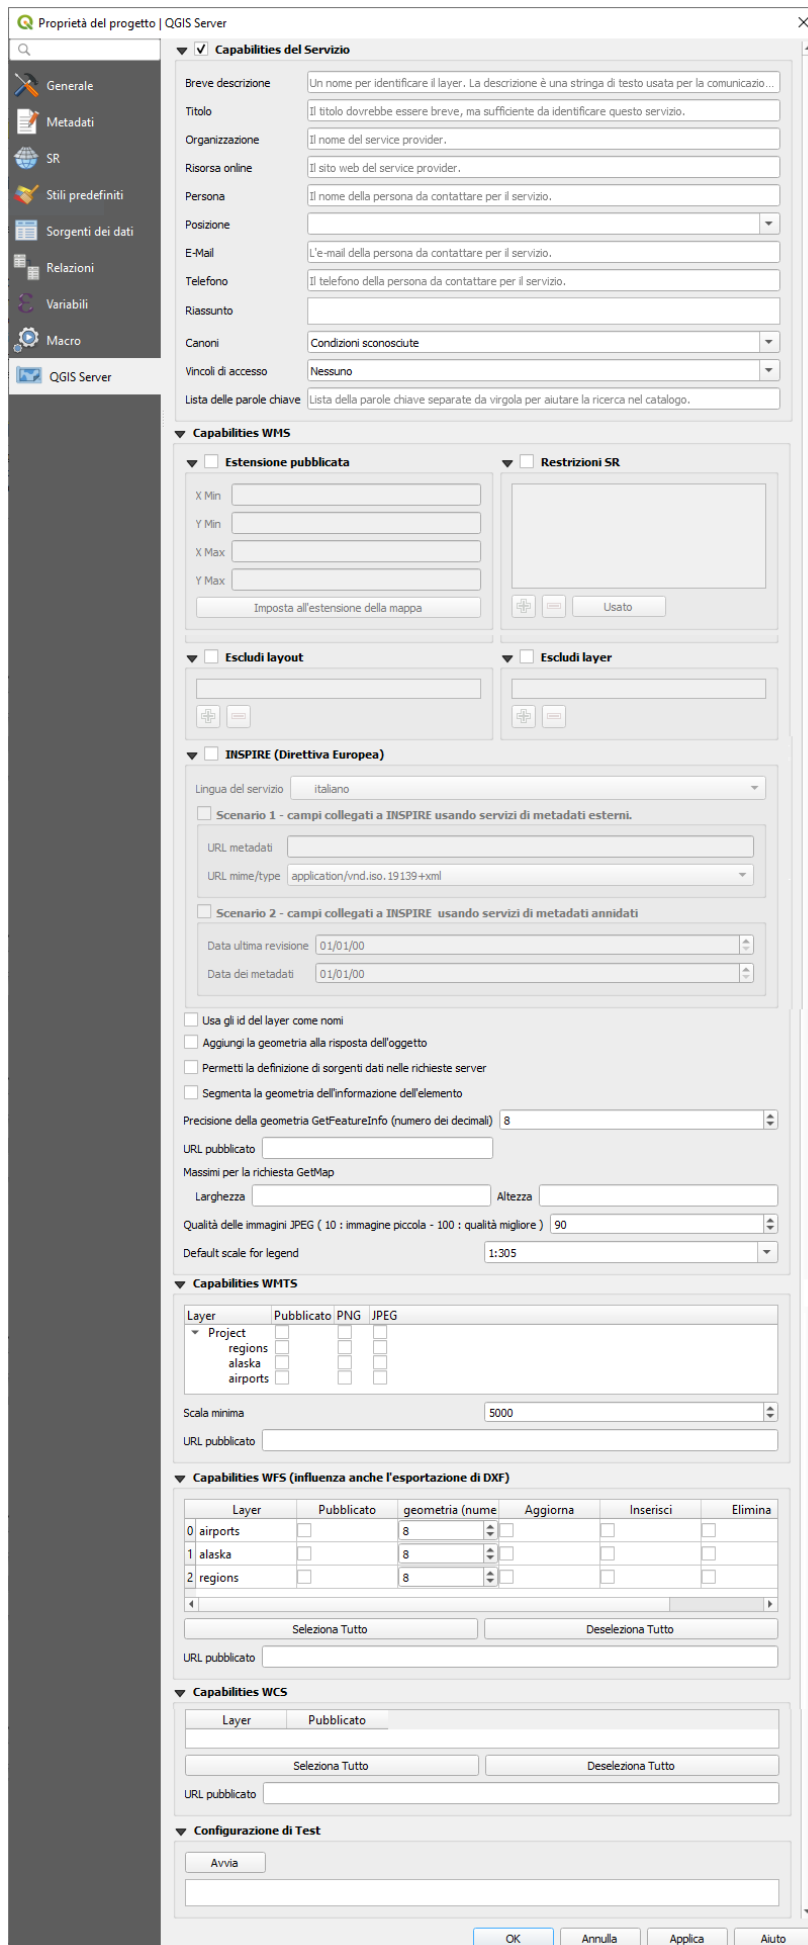 Proprietà del progetto | QGIS Server
Generale
Metadati
SR
Stili predefiniti
Sorgenti dei dati
Relazioni
Variabili
Macro
QGIS Server
Capabilities del Servizio
Breve descrizione Un nome per identificare il layer. La descrizione è una stringa di testo usata per la comunicazio...
Titolo Il titolo dovrebbe essere breve, ma sufficiente da identificare questo servizio.
Organizzazione Il nome del service provider.
Risorsa online Il sito web del service provider.
Persona Il nome della persona da contattare per il servizio.
Posizione
E-Mail L'e-mail della persona da contattare per il servizio.
Telefono Il telefono della persona da contattare per il servizio.
Riassunto
Canoni Condizioni sconosciute
Vincoli di accesso Nessuno
Lista delle parole chiave Lista della parole chiave separate da virgola per aiutare la ricerca nel catalogo.
Capabilities WMS
Estensione pubblicata Restrizioni SR
X Min
Y Min
X Max
Y Max
Imposta all'estensione della mappa Usato
Escludi layout Escludi layer
INSPIRE (Direttiva Europea)
Lingua del servizio italiano
Scenario 1 - campi collegati a INSPIRE usando servizi di metadati esterni.
URL metadati
URL mime/type application/vnd.iso.19139+xml
Scenario 2 - campi collegati a INSPIRE usando servizi di metadati annidati
Data ultima revisione 01/01/00
Data dei metadati 01/01/00
Usa gli id del layer come nomi
Aggiungi la geometria alla risposta dell'oggetto
Permetti la definizione di sorgenti dati nelle richieste server
Segmenta la geometria dell'informazione dell'elemento
Precisione della geometria GetFeatureInfo (numero dei decimali) 8
URL pubblicato
Massimi per la richiesta GetMap
Larghezza Altezza
Qualità delle immagini JPEG ( 10 : immagine piccola - 100 : qualità migliore ) 90
Default scale for legend 1:305
Capabilities WMTS
Layer Pubblicato PNG JPEG
Project
regions
alaska
airports
Scala minima 5000
URL pubblicato
Capabilities WFS (influenza anche l'esportazione di DXF)
Layer Pubblicato geometria (nume Aggiorna Inserisci Elimina
0 airports 8
1 alaska 8
2 regions 8
Seleziona Tutto Deseleziona Tutto
URL pubblicato
Capabilities WCS
Layer Pubblicato
Seleziona Tutto Deseleziona Tutto
URL pubblicato
Configurazione di Test
Avvia
OK Annulla Applica Aiuto